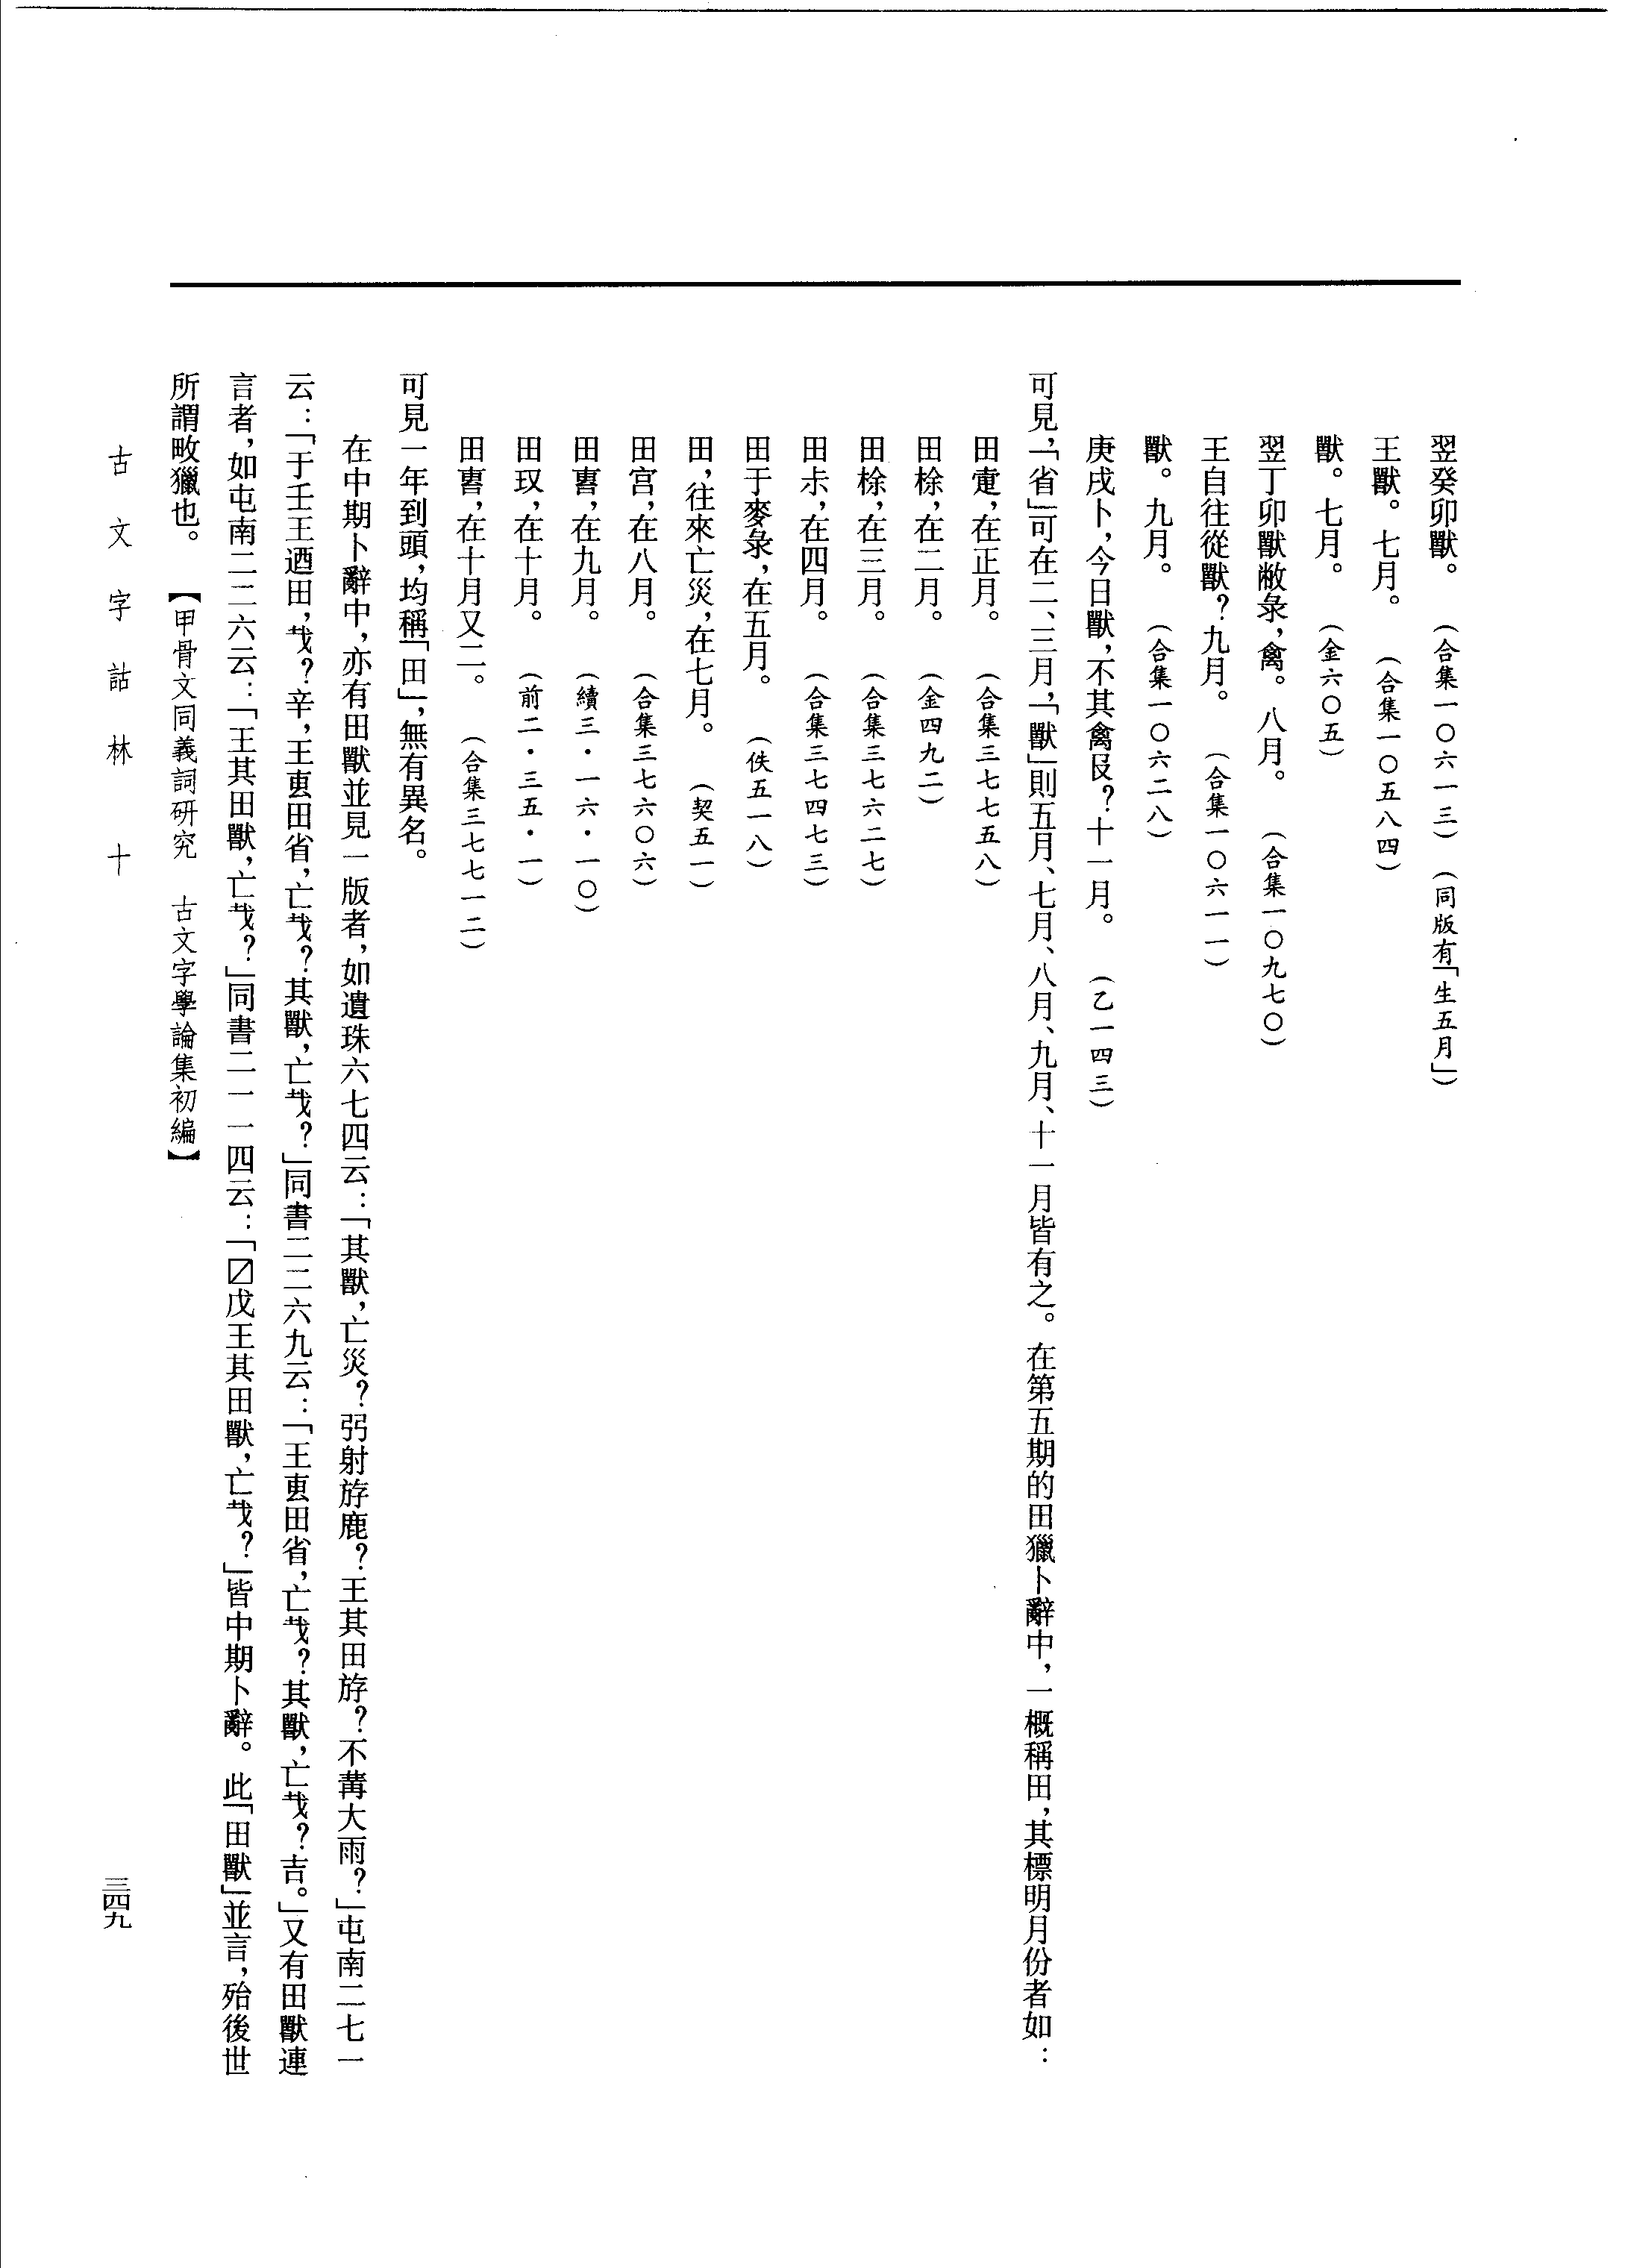 翌癸卯獸。　（合集一〇六一三）（同版有「生五月」）
王獸。七月。　（合集一〇五八四）
獸。七月。　（金六〇五）
翌丁卯獸敝彔，禽。八月。　（合集一〇九七〇）
王自往從獸？九月。　（合集一〇六一一）
獸。九月。　（合集一〇六二八）
庚戌卜，今日獸，不其禽𠬝？十一月。　（乙一四三）
可見，「省」可在二、三月，「獸」則五月、七月、八月、九月、十一月皆有之。在第五期的田獵卜辭中，一概稱田，其標明月份者如：
田疐，在正月。　（合集三七七五八）
田梌，在二月。　（金四九二）
田梌，在三月。　（合集三七六二七）
田，在四月。　（合集三七四七三）
田于麥彔，在五月。　（佚五一八）
田，往來亡災，在七月。　（契五一）
田宫，在八月。　（合集三七六〇六）
田𣍘，在九月。　（續三・一六・一〇）
田，在十月。　（前二・三五・一）
田𣍘，在十月又二。　（合集三七七一二）
可見一年到頭，均稱「田」，無有異名。
在中期卜辭中，亦有田獸並見一版者，如遺珠六七四云：「其獸，亡災？弜射斿鹿？王其田斿？不冓大雨？」屯南二七一
云：「于壬王迺田，𢦏？辛，王叀田省，亡𢦏？其獸，亡𢦏？」同書二二六九云：「王叀田省，亡𢦏？其獸，亡𢦏？吉。」又有田獸連
言者，如屯南二二六云：「王其田獸，亡𢦏？」同書二一一四云：「〼戊王其田獸，亡𢦏？」皆中期卜辭。此「田獸」並言，殆後世
所謂畋獵也。　【甲骨文同義詞研究　古文字學論集初編】
古文字詁林　十
三四九